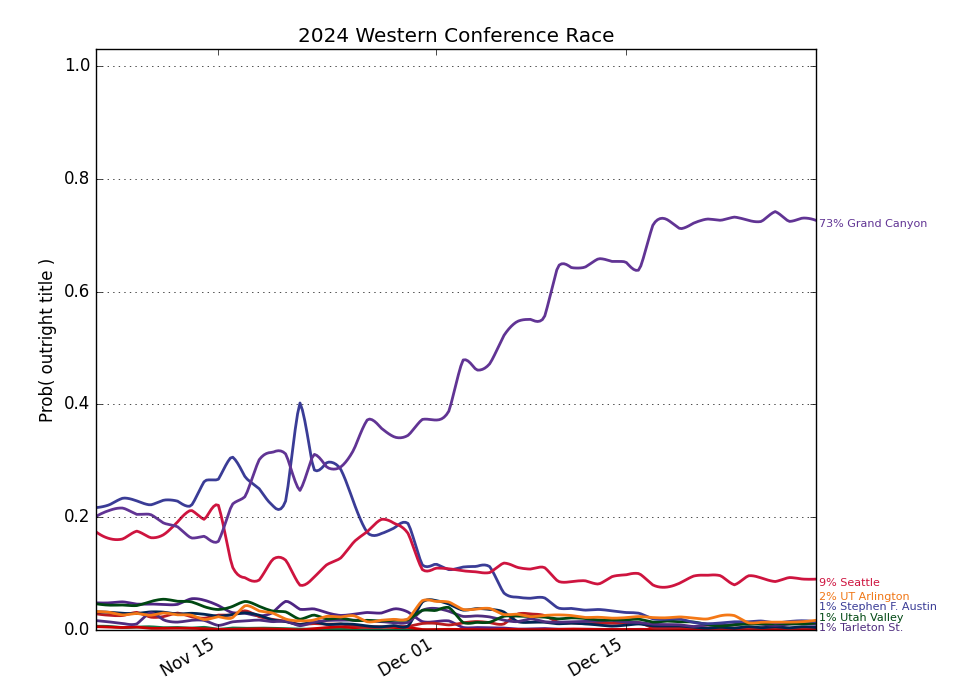 2024 Western Conference Race
Prob( outright title )
1.0
0.8
0.6
0.4
0.2
0.0
Nov 15
Dec 01
Dec 15
73% Grand Canyon
9% Seattle
2% UT Arlington
1% Stephen F. Austin
1% Utah Valley
1% Tarleton St.